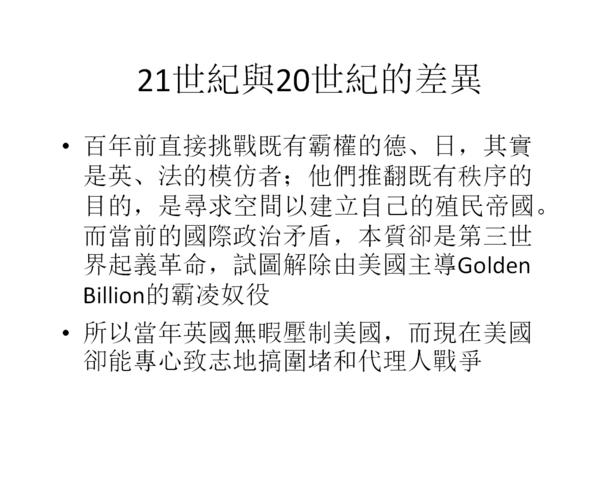 21世紀與20世紀的差異
• 百年前直接挑戰既有霸權的德、日，其實
是英、法的模仿者；他們推翻既有秩序的
目的，是尋求空間以建立自己的殖民帝國。
而當前的國際政治矛盾，本質卻是第三世
界起義革命，試圖解除由美國主導Golden
Billion的霸凌奴役
• 所以當年英國無暇壓制美國，而現在美國
卻能專心致志地搞圍堵和代理人戰爭